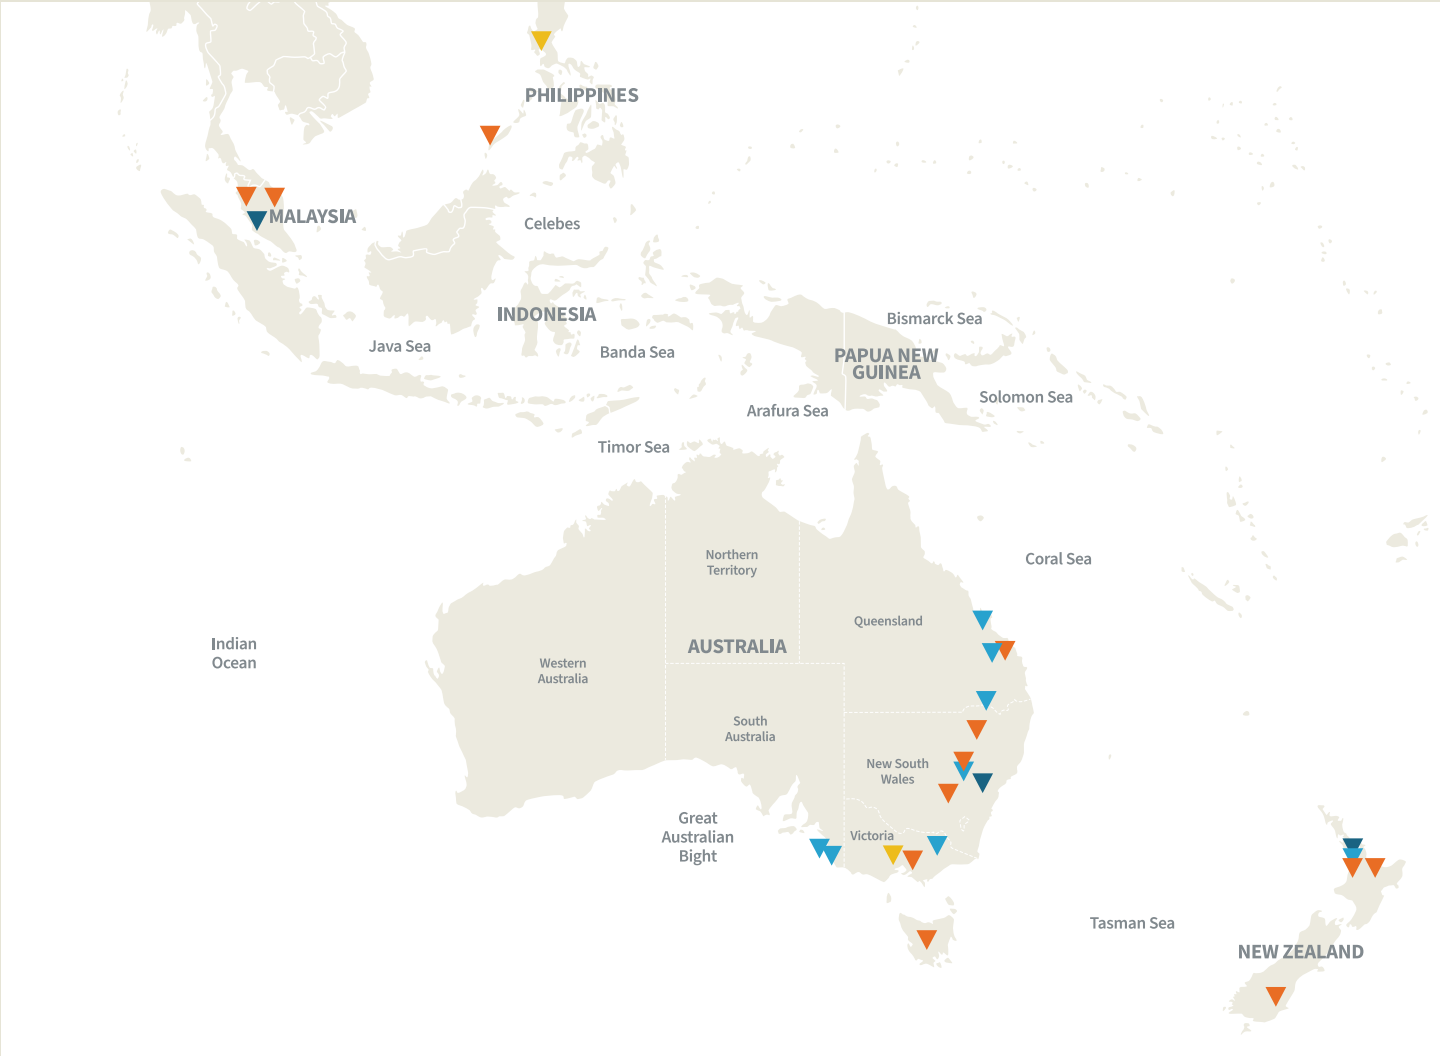 PHILIPPINES
MALAYSIA
Celebes
INDONESIA
Bismarck Sea
Java Sea
Banda Sea
PAPUA NEW
GUINEA
Solomon Sea
Arafura Sea
Timor Sea
Northern
Territory
Coral Sea
Queensland
Indian
Ocean
AUSTRALIA
Western
Australia
South
Australia
New South
Wales
Great
Australian
Bight
Victoria
Tasman Sea
NEW ZEALAND